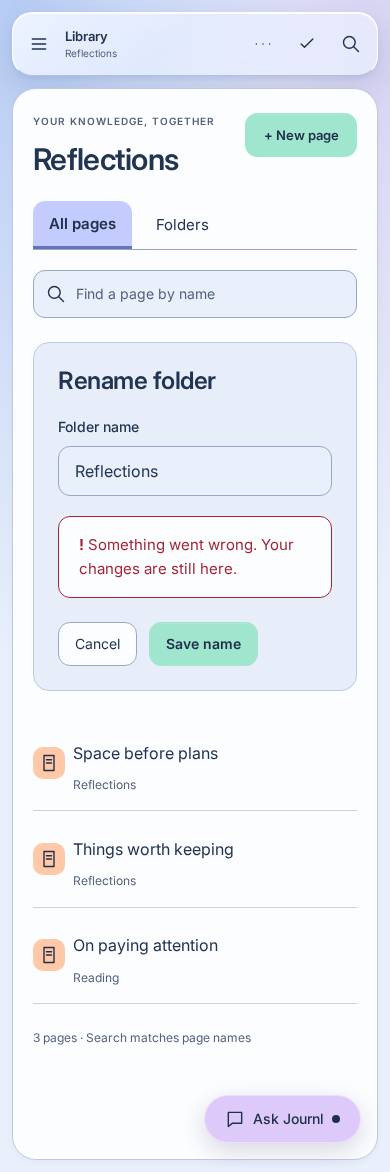 Library
Reflections
...
YOUR KNOWLEDGE, TOGETHER
Reflections
+ New page
All pages
Folders
Find a page by name
Rename folder
Folder name
Reflections
! Something went wrong. Your
changes are still here.
Cancel
Save name
Space before plans
Reflections
Things worth keeping
Reflections
On paying attention
Reading
3 pages · Search matches page names
Ask Journl